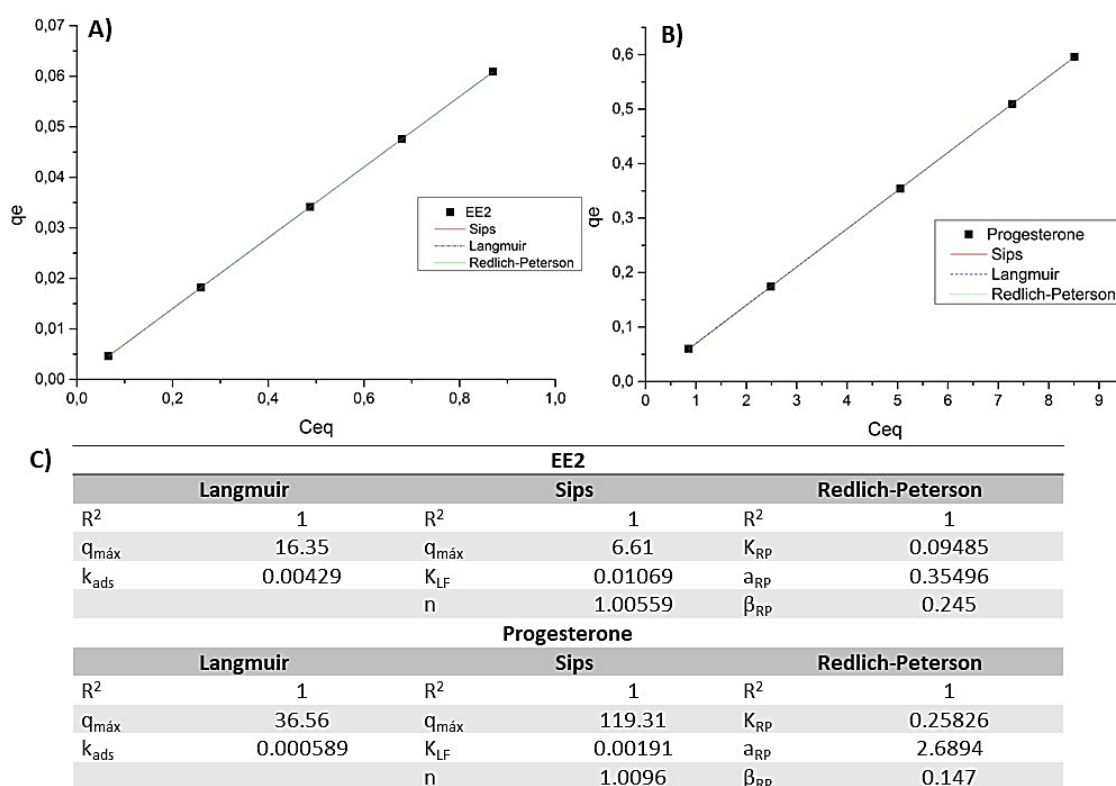 A)
0,07
0,06
0,05
0,04
0,03
0,02
0,01
0,00
qe
0,0 0,2 0,4 0,6 0,8 1,0
Ceq
EE2
Sips
Langmuir
Redlich-Peterson
B)
0,6
0,5
0,4
0,3
0,2
0,1
0,0
qe
0 1 2 3 4 5 6 7 8 9
Ceq
Progesterone
Sips
Langmuir
Redlich-Peterson
C)
EE2
Langmuir Sips Redlich-Peterson
R² 1 R² 1 R² 1
qmáx 16.35 qmáx 6.61 KRP 0.09485
kads 0.00429 KLF 0.01069 aRP 0.35496
n 1.00559 βRP 0.245
Progesterone
Langmuir Sips Redlich-Peterson
R² 1 R² 1 R² 1
qmáx 36.56 qmáx 119.31 KRP 0.25826
kads 0.000589 KLF 0.00191 aRP 2.6894
n 1.0096 βRP 0.147